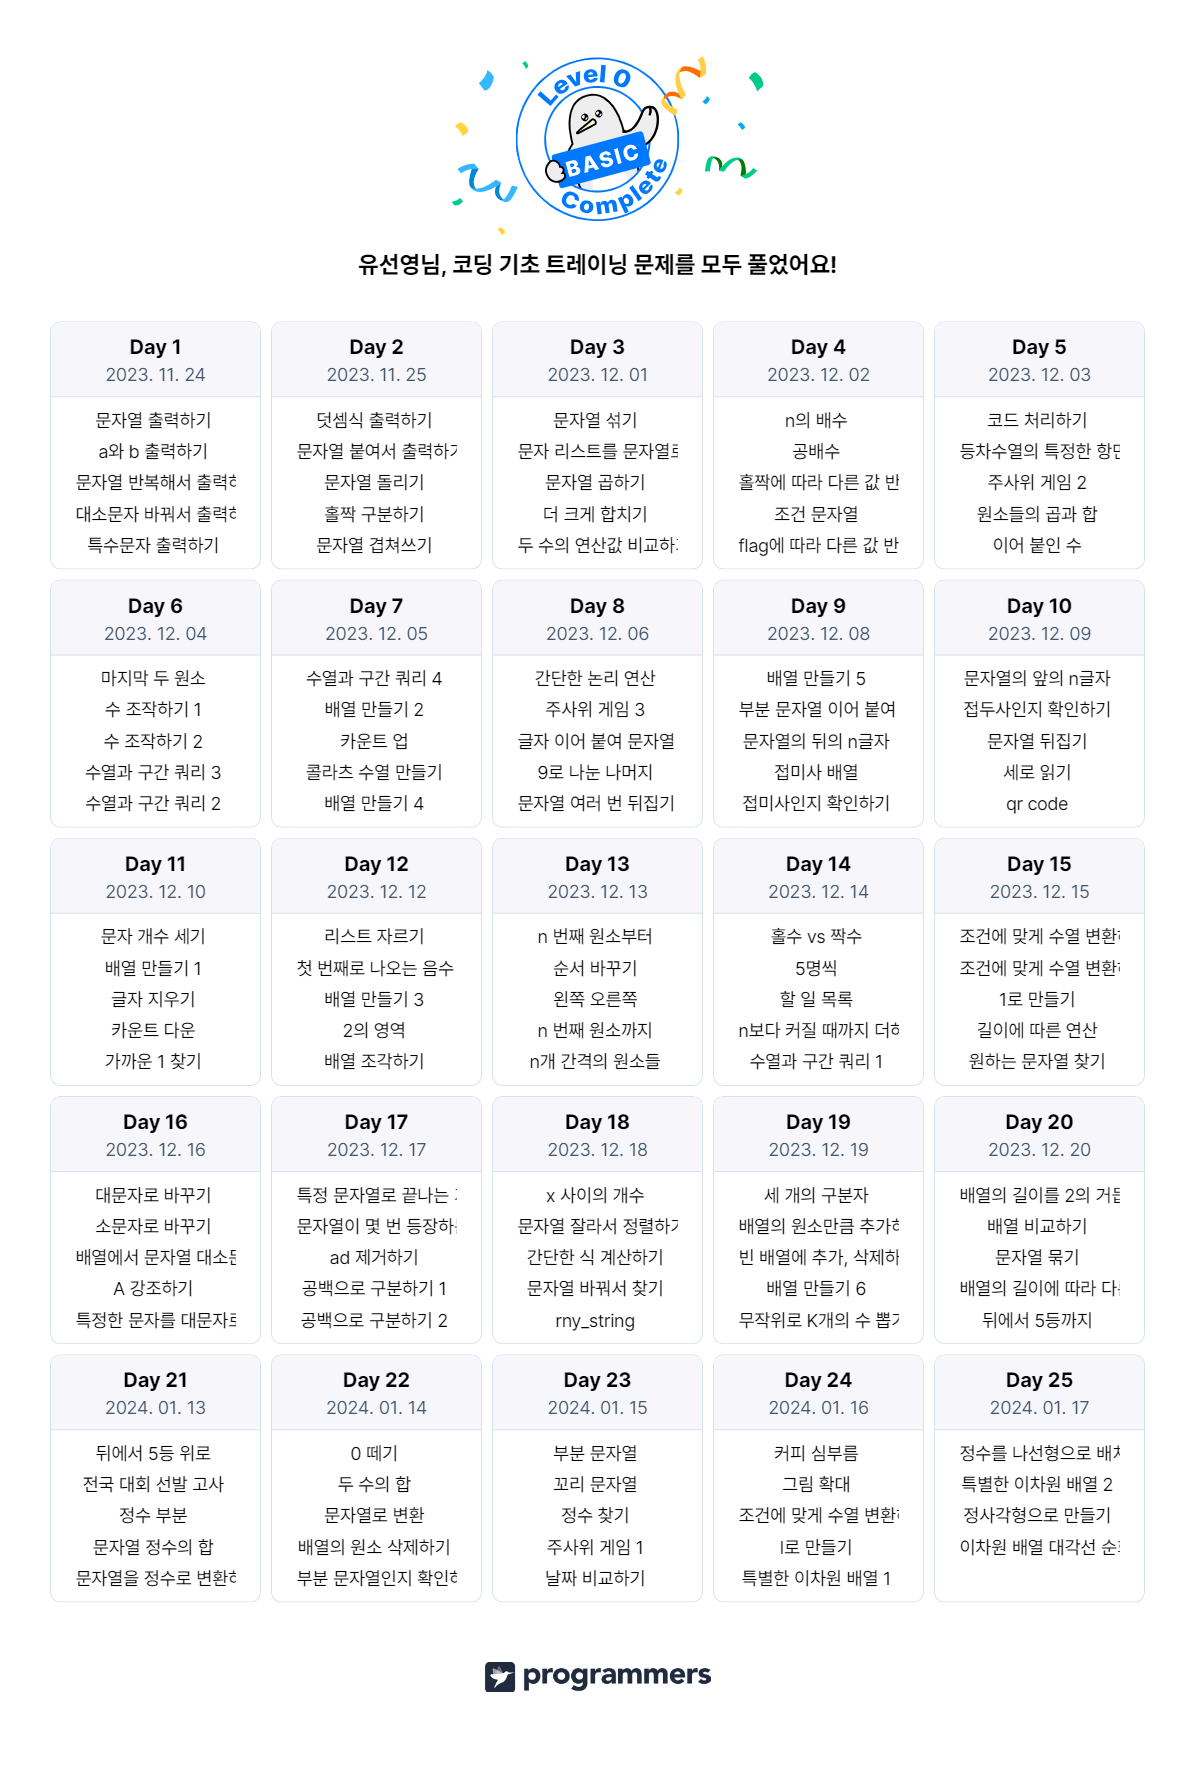 Level 0
BASIC
Complete
유선영님, 코딩 기초 트레이닝 문제를 모두 풀었어요!
Day 1
2023. 11. 24
문자열 출력하기
a와 b 출력하기
문자열 반복해서 출력하
대소문자 바꿔서 출력하
특수문자 출력하기
Day 2
2023. 11. 25
덧셈식 출력하기
문자열 붙여서 출력하기
문자열 돌리기
홀짝 구분하기
문자열 겹쳐쓰기
Day 3
2023. 12. 01
문자열 섞기
문자 리스트를 문자열로
문자열 곱하기
더 크게 합치기
두 수의 연산값 비교하기
Day 4
2023. 12. 02
n의 배수
공배수
홀짝에 따라 다른 값 반
조건 문자열
flag에 따라 다른 값 반
Day 5
2023. 12. 03
코드 처리하기
등차수열의 특정한 항만
주사위 게임 2
원소들의 곱과 합
이어 붙인 수
Day 6
2023. 12. 04
마지막 두 원소
수 조작하기 1
수 조작하기 2
수열과 구간 쿼리 3
수열과 구간 쿼리 2
Day 7
2023. 12. 05
수열과 구간 쿼리 4
배열 만들기 2
카운트 업
콜라츠 수열 만들기
배열 만들기 4
Day 8
2023. 12. 06
간단한 논리 연산
주사위 게임 3
글자 이어 붙여 문자열
9로 나눈 나머지
문자열 여러 번 뒤집기
Day 9
2023. 12. 08
배열 만들기 5
부분 문자열 이어 붙여
문자열의 뒤의 n글자
접미사 배열
접미사인지 확인하기
Day 10
2023. 12. 09
문자열의 앞의 n글자
접두사인지 확인하기
문자열 뒤집기
세로 읽기
qr code
Day 11
2023. 12. 10
문자 개수 세기
배열 만들기 1
글자 지우기
카운트 다운
가까운 1 찾기
Day 12
2023. 12. 12
리스트 자르기
첫 번째로 나오는 음수
배열 만들기 3
2의 영역
배열 조각하기
Day 13
2023. 12. 13
n 번째 원소부터
순서 바꾸기
왼쪽 오른쪽
n 번째 원소까지
n개 간격의 원소들
Day 14
2023. 12. 14
홀수 vs 짝수
5명씩
할 일 목록
n보다 커질 때까지 더하
수열과 구간 쿼리 1
Day 15
2023. 12. 15
조건에 맞게 수열 변환하
조건에 맞게 수열 변환하
1로 만들기
길이에 따른 연산
원하는 문자열 찾기
Day 16
2023. 12. 16
대문자로 바꾸기
소문자로 바꾸기
배열에서 문자열 대소문
A 강조하기
특정한 문자를 대문자로
Day 17
2023. 12. 17
특정 문자열로 끝나는
문자열이 몇 번 등장하는
ad 제거하기
공백으로 구분하기 1
공백으로 구분하기 2
Day 18
2023. 12. 18
x 사이의 개수
문자열 잘라서 정렬하기
간단한 식 계산하기
문자열 바꿔서 찾기
rny_string
Day 19
2023. 12. 19
세 개의 구분자
배열의 원소만큼 추가하
빈 배열에 추가, 삭제하
배열 만들기 6
무작위로 K개의 수 뽑기
Day 20
2023. 12. 20
배열의 길이를 2의 거듭
배열 비교하기
문자열 묶기
배열의 길이에 따라 다른
뒤에서 5등까지
Day 21
2024. 01. 13
뒤에서 5등 위로
전국 대회 선발 고사
정수 부분
문자열 정수의 합
문자열을 정수로 변환하
Day 22
2024. 01. 14
0 떼기
두 수의 합
문자열로 변환
배열의 원소 삭제하기
부분 문자열인지 확인하
Day 23
2024. 01. 15
부분 문자열
꼬리 문자열
정수 찾기
주사위 게임 1
날짜 비교하기
Day 24
2024. 01. 16
커피 심부름
그림 확대
조건에 맞게 수열 변환하
l로 만들기
특별한 이차원 배열 1
Day 25
2024. 01. 17
정수를 나선형으로 배치
특별한 이차원 배열 2
정사각형으로 만들기
이차원 배열 대각선 순회
programmers